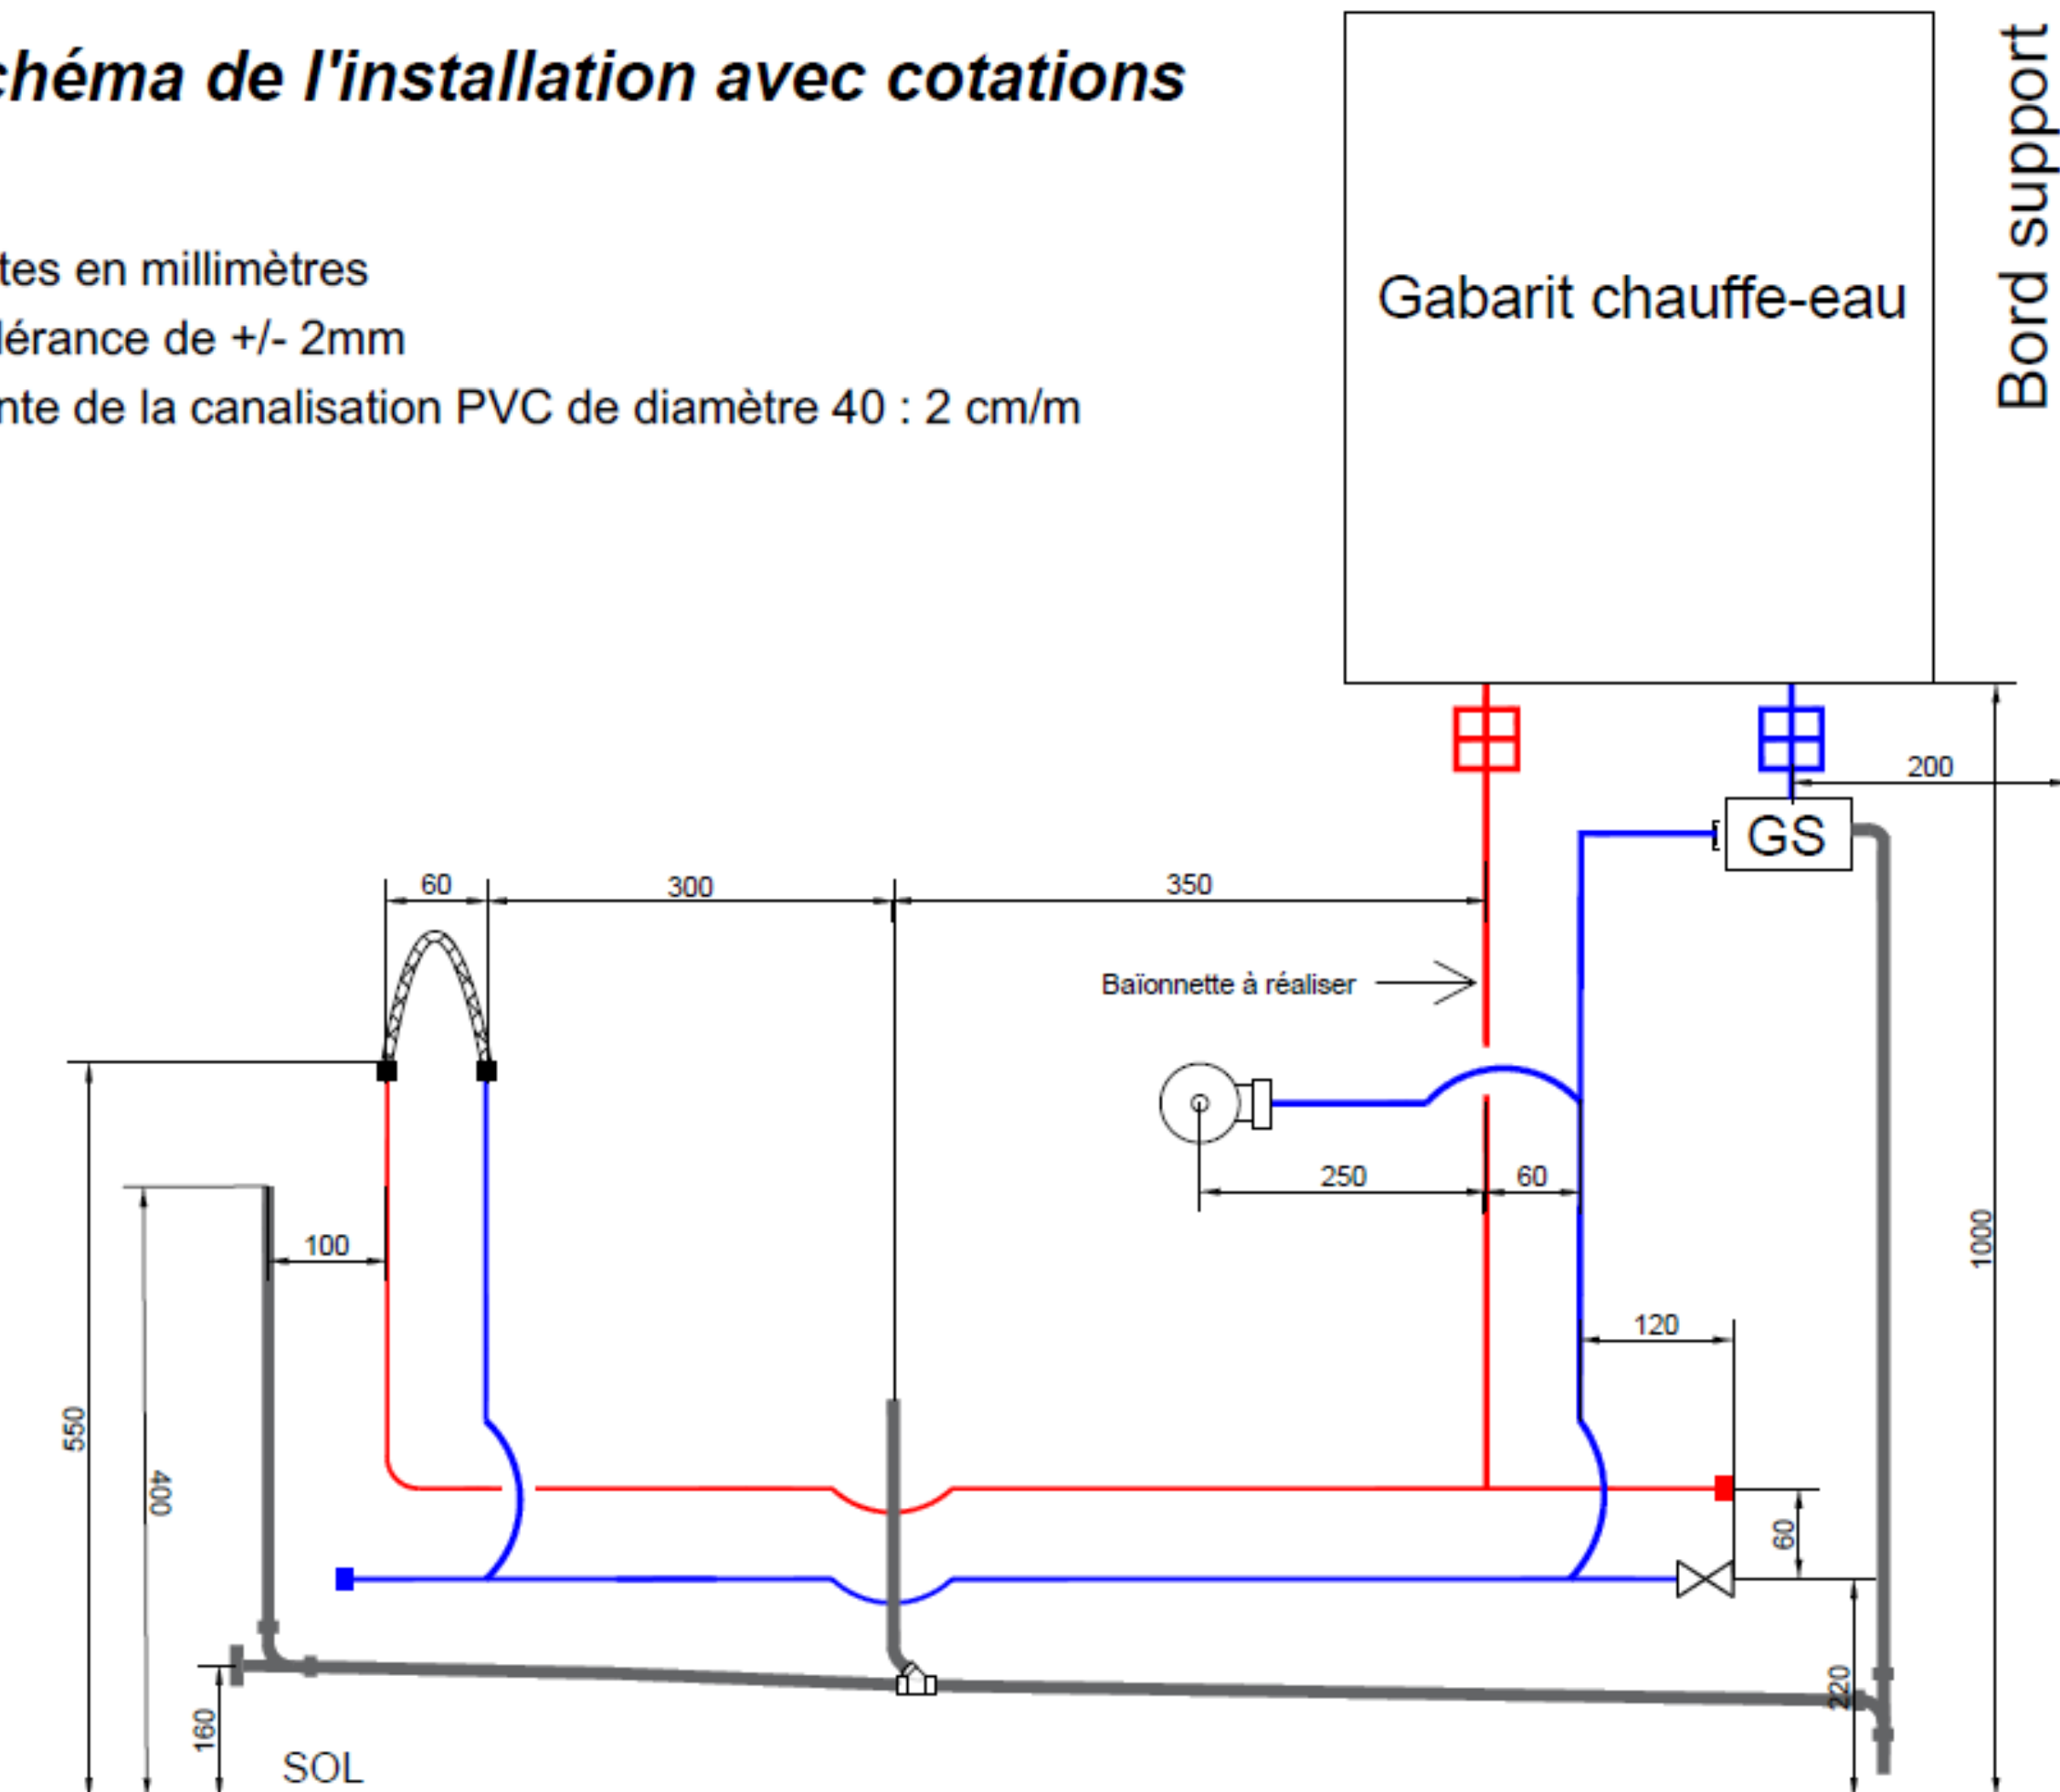 chéma de l'installation avec cotations
Bord support
tes en millimètres
Gabarit chauffe-eau
lérance de +/- 2mm
nte de la canalisation PVC de diamètre 40 : 2 cm/m
200
GS
60
300
350
Baïonnette à réaliser
250
60
100
1000
120
550
400
60
220
160
SOL